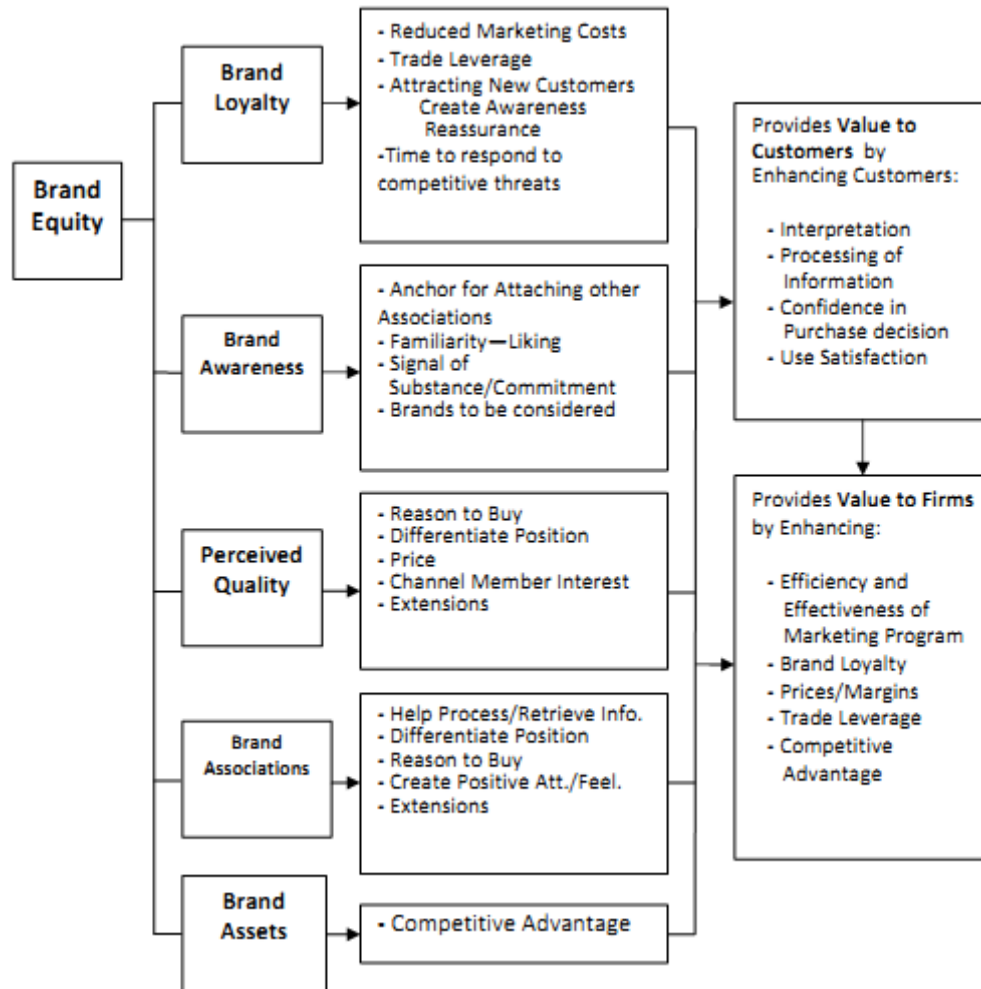 Brand
Equity
Brand
Loyalty
- Reduced Marketing Costs
- Trade Leverage
- Attracting New Customers
Create Awareness
Reassurance
-Time to respond to
competitive threats
Brand
Awareness
- Anchor for Attaching other
Associations
- Familiarity—Liking
- Signal of
Substance/Commitment
- Brands to be considered
Perceived
Quality
- Reason to Buy
- Differentiate Position
- Price
- Channel Member Interest
- Extensions
Brand
Associations
- Help Process/Retrieve Info.
- Differentiate Position
- Reason to Buy
- Create Positive Att./Feel.
- Extensions
Brand
Assets
- Competitive Advantage
Provides Value to
Customers by
Enhancing Customers:
- Interpretation
- Processing of
Information
- Confidence in
Purchase decision
- Use Satisfaction
Provides Value to Firms
by Enhancing:
- Efficiency and
Effectiveness of
Marketing Program
- Brand Loyalty
- Prices/Margins
- Trade Leverage
- Competitive
Advantage